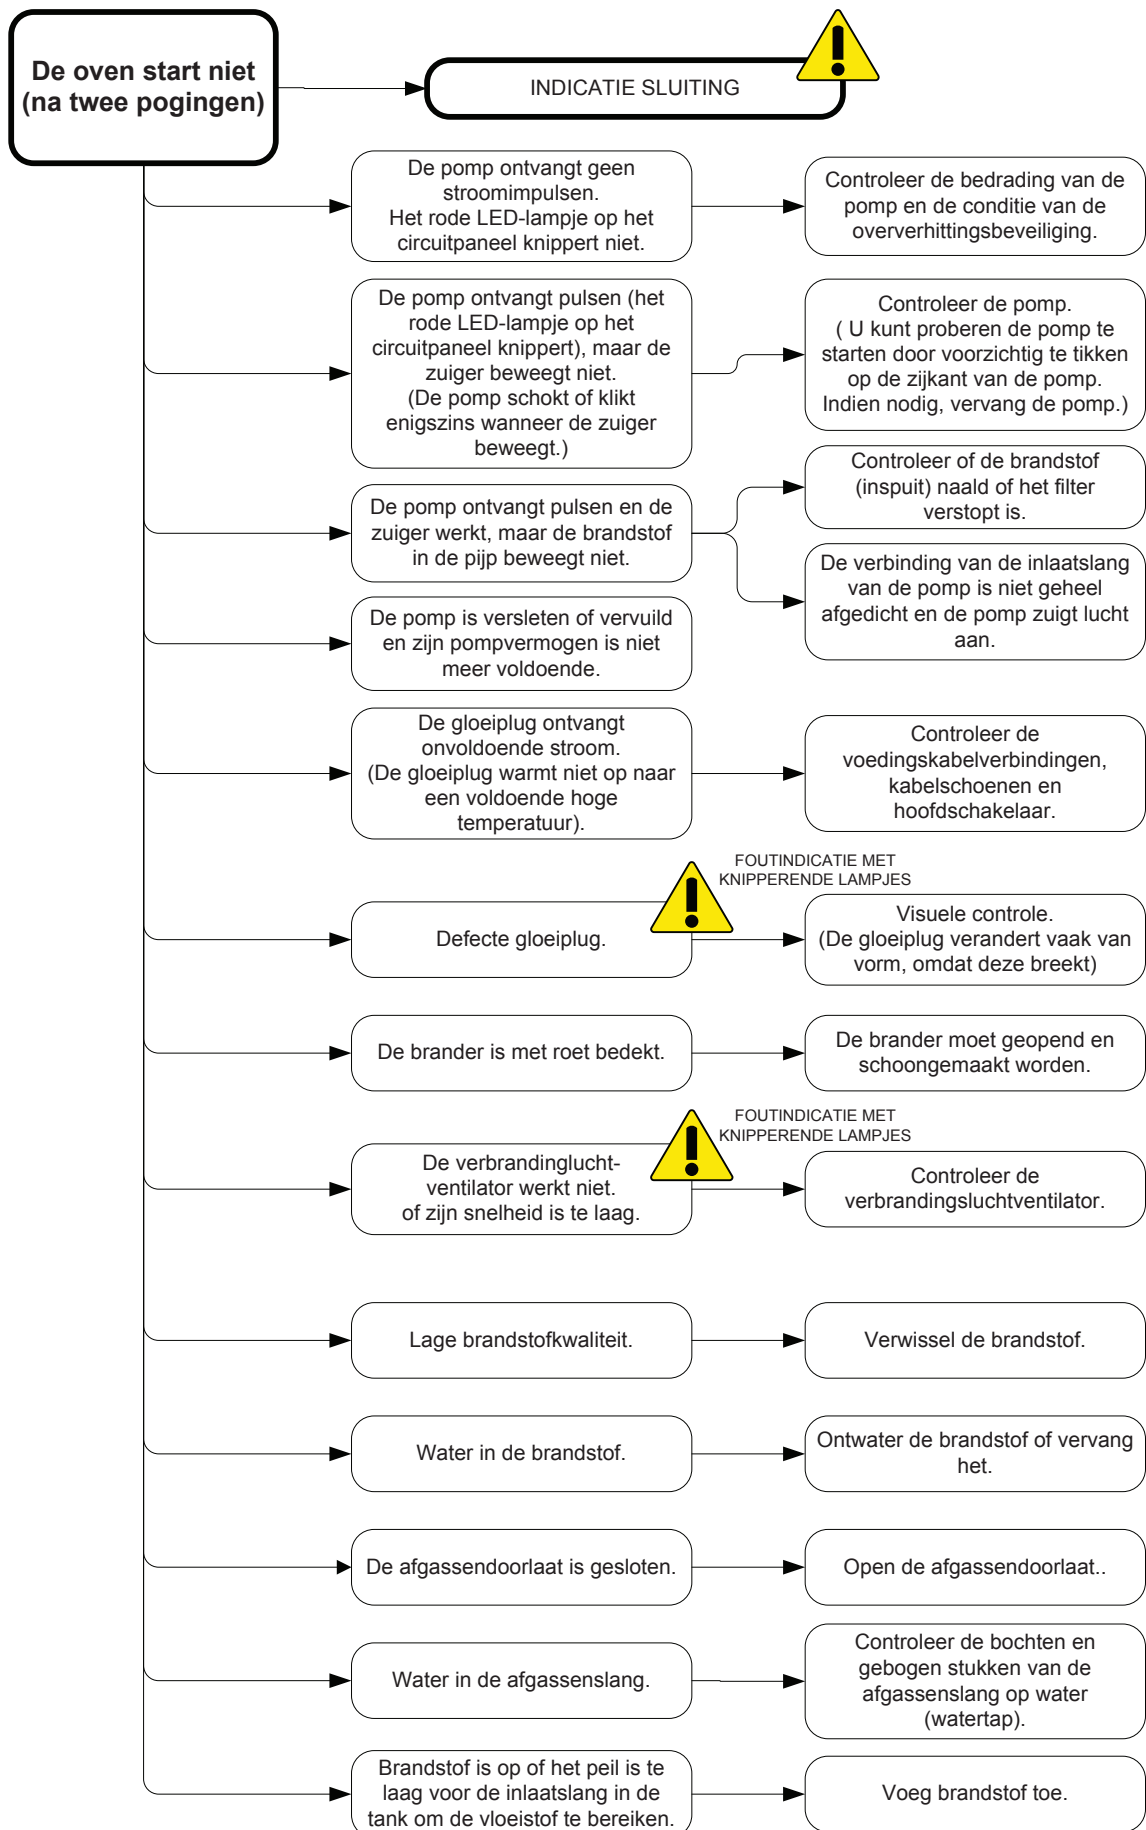 De oven start niet
(na twee pogingen)
INDICATIE SLUITING
De pomp ontvangt geen
stroomimpulsen.
Het rode LED-lampje op het
circuitpaneel knippert niet.
Controleer de bedrading van de
pomp en de conditie van de
oververhittingsbeveiliging.
De pomp ontvangt pulsen (het
rode LED-lampje op het
circuitpaneel knippert), maar de
zuiger beweegt niet.
(De pomp schokt of klikt
enigszins wanneer de zuiger
beweegt.)
Controleer de pomp.
( U kunt proberen de pomp te
starten door voorzichtig te tikken
op de zijkant van de pomp.
Indien nodig, vervang de pomp.)
De pomp ontvangt pulsen en de
zuiger werkt, maar de brandstof
in de pijp beweegt niet.
Controleer of de brandstof
(inspuit) naald of het filter
verstopt is.
De verbinding van de inlaatslang
van de pomp is niet geheel
afgedicht en de pomp zuigt lucht
aan.
De pomp is versleten of vervuild
en zijn pompvermogen is niet
meer voldoende.
De gloeiplug ontvangt
onvoldoende stroom.
(De gloeiplug warmt niet op naar
een voldoende hoge
temperatuur).
Controleer de
voedingskabelverbindingen,
kabelschoenen en
hoofdschakelaar.
FOUTINDICATIE MET
KNIPPERENDE LAMPJES
Defecte gloeiplug.
Visuele controle.
(De gloeiplug verandert vaak van
vorm, omdat deze breekt)
De brander is met roet bedekt.
De brander moet geopend en
schoongemaakt worden.
FOUTINDICATIE MET
KNIPPERENDE LAMPJES
De verbrandinglucht-
ventilator werkt niet.
of zijn snelheid is te laag.
Controleer de
verbrandingsluchtventilator.
Lage brandstofkwaliteit.
Verwissel de brandstof.
Water in de brandstof.
Ontwater de brandstof of vervang
het.
De afgassendoorlaat is gesloten.
Open de afgassendoorlaat..
Water in de afgassenslang.
Controleer de bochten en
gebogen stukken van de
afgassenslang op water
(watertap).
Brandstof is op of het peil is te
laag voor de inlaatslang in de
tank om de vloeistof te bereiken.
Voeg brandstof toe.